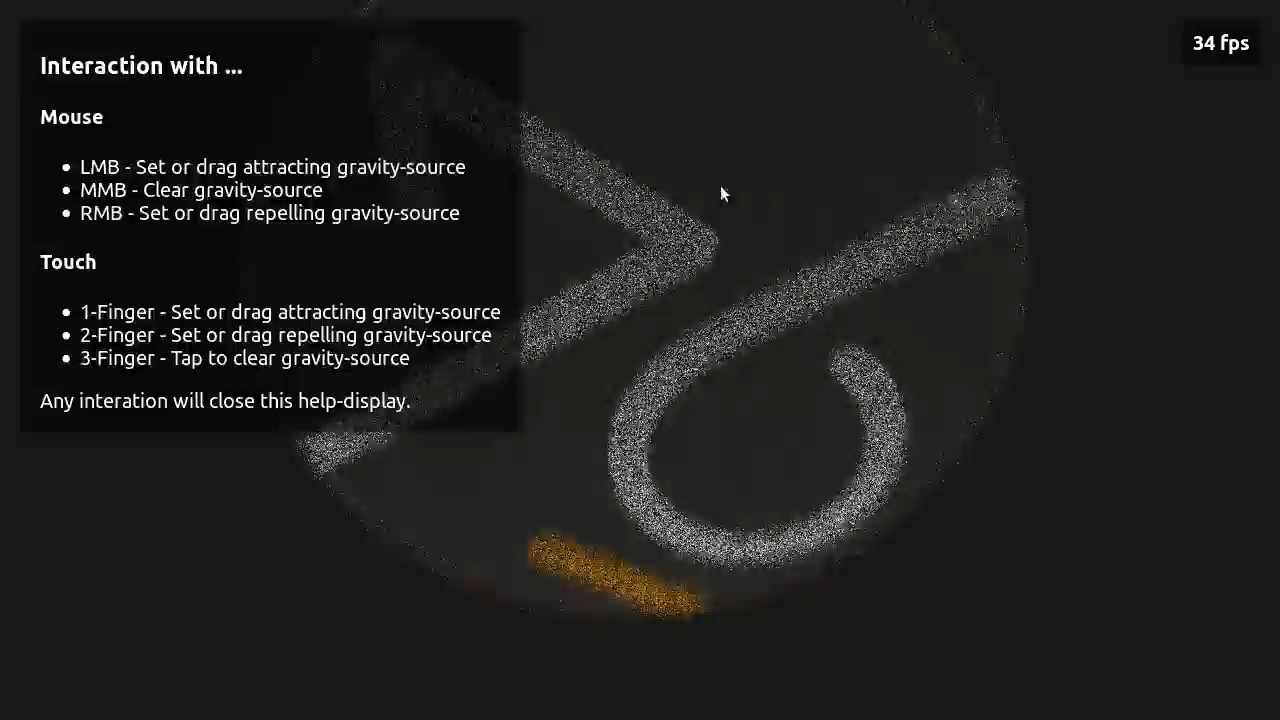 Interaction with ...
34 fps
Mouse
LMB - Set or drag attracting gravity-source
MMB - Clear gravity-source
RMB - Set or drag repelling gravity-source
Touch
1-Finger - Set or drag attracting gravity-source
2-Finger - Set or drag repelling gravity-source
3-Finger - Tap to clear gravity-source
Any interation will close this help-display.